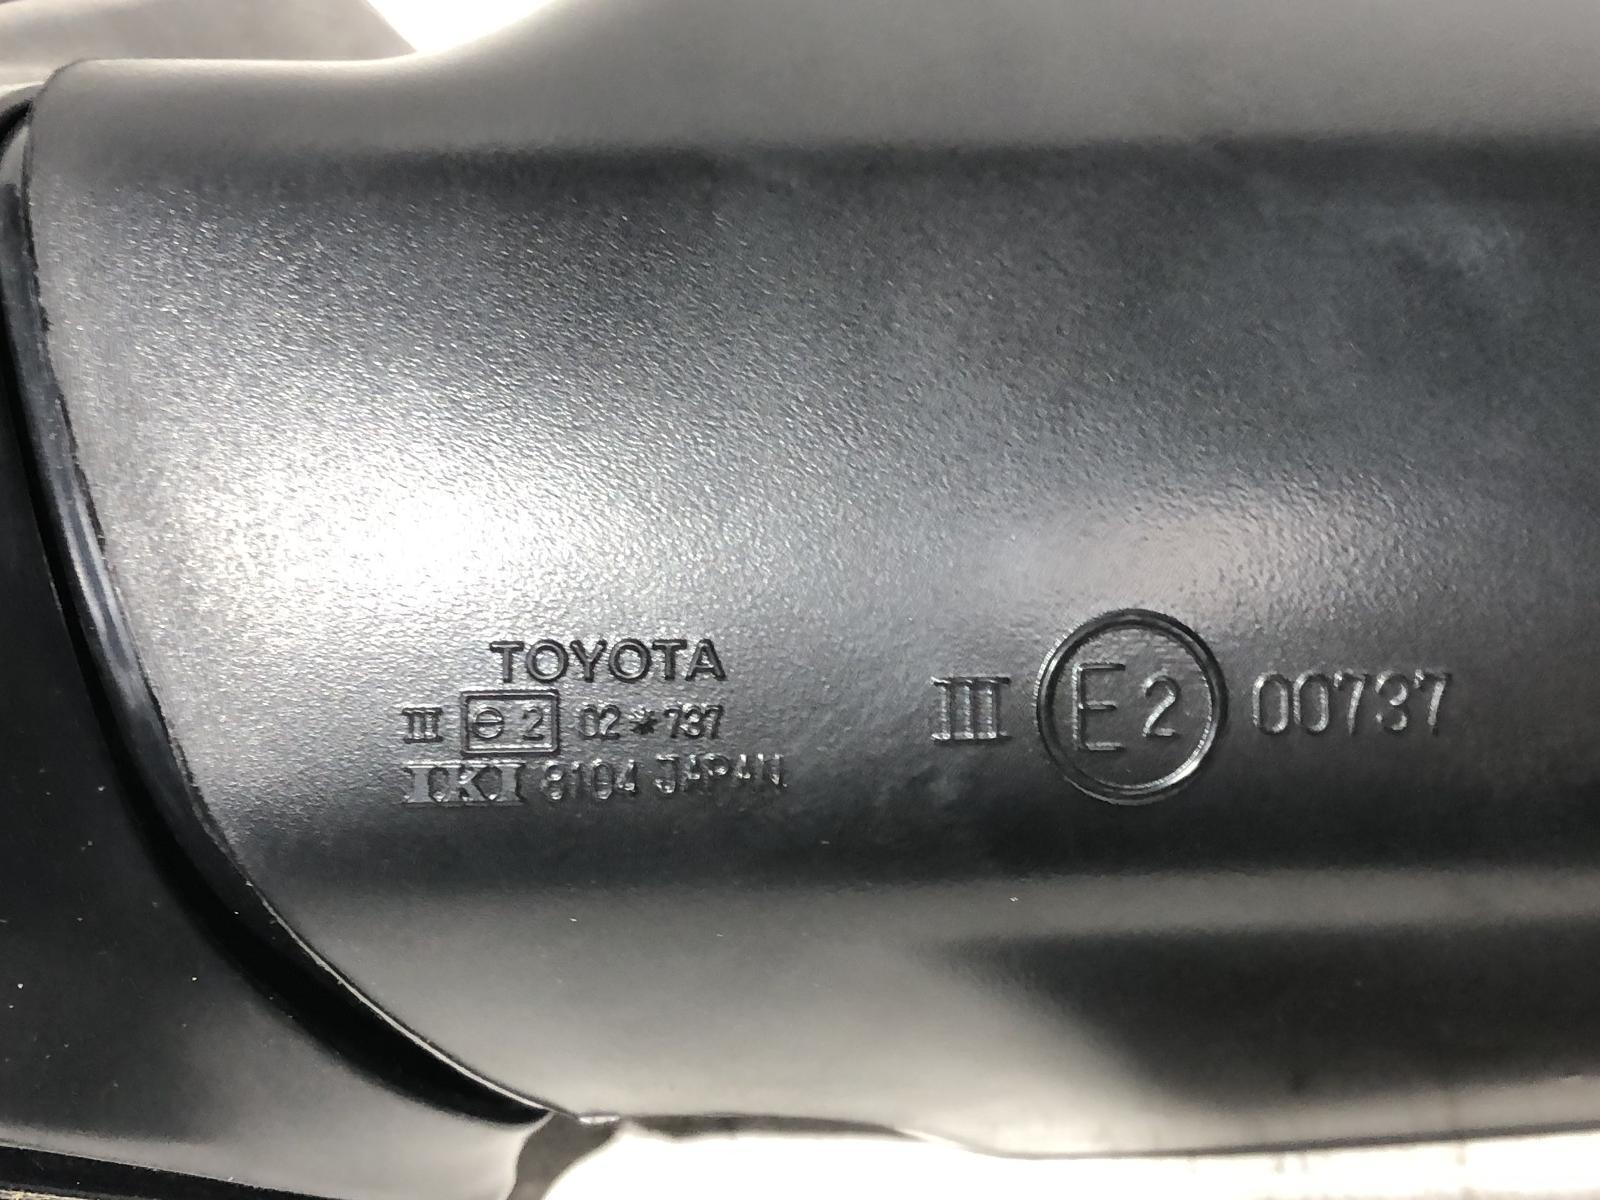 TOYOTA
III e2 02*737
IKI 8104 JAPAN
III E2 00737